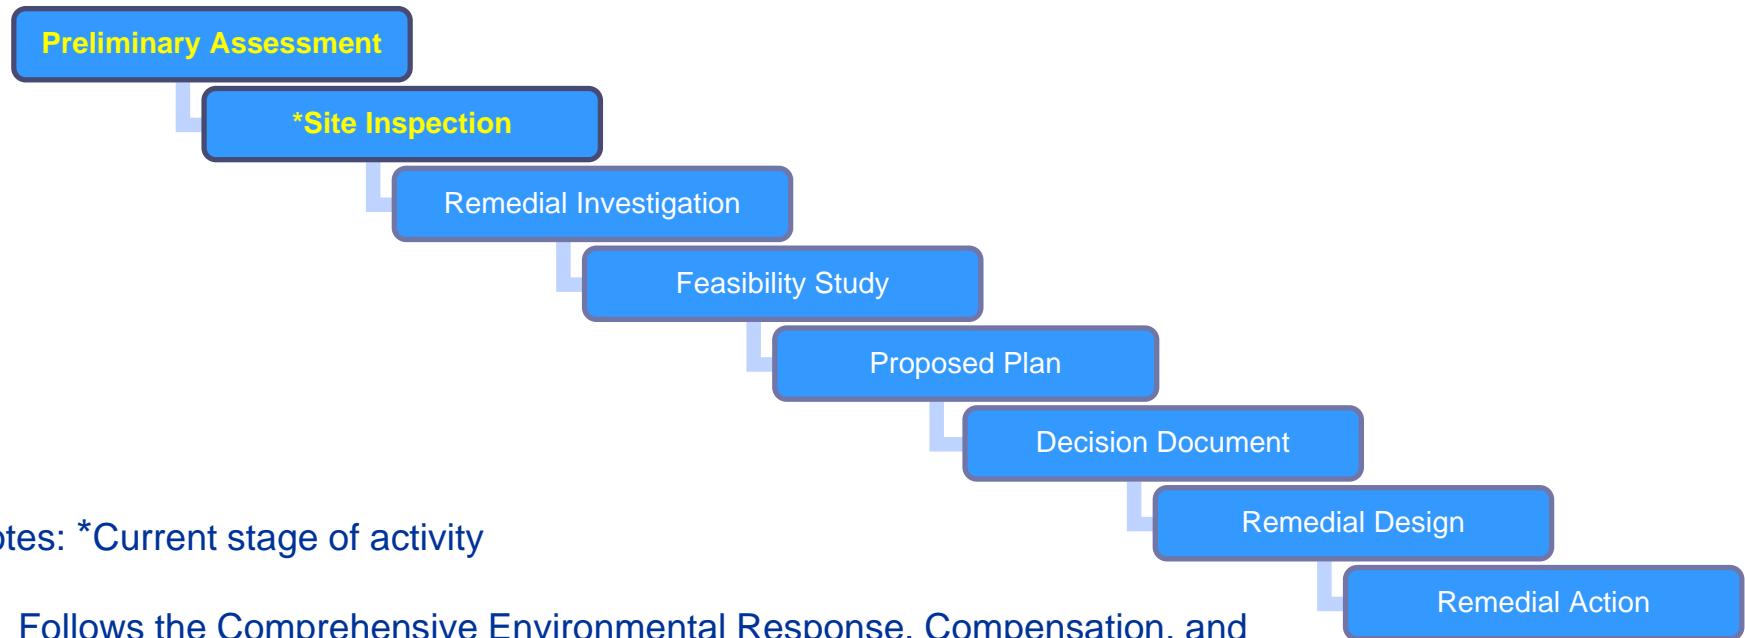 Preliminary Assessment
*Site Inspection
Remedial Investigation
Feasibility Study
Proposed Plan
Decision Document
Remedial Design
Remedial Action
otes: *Current stage of activity
Follows the Comprehensive Environmental Response, Compensation, and